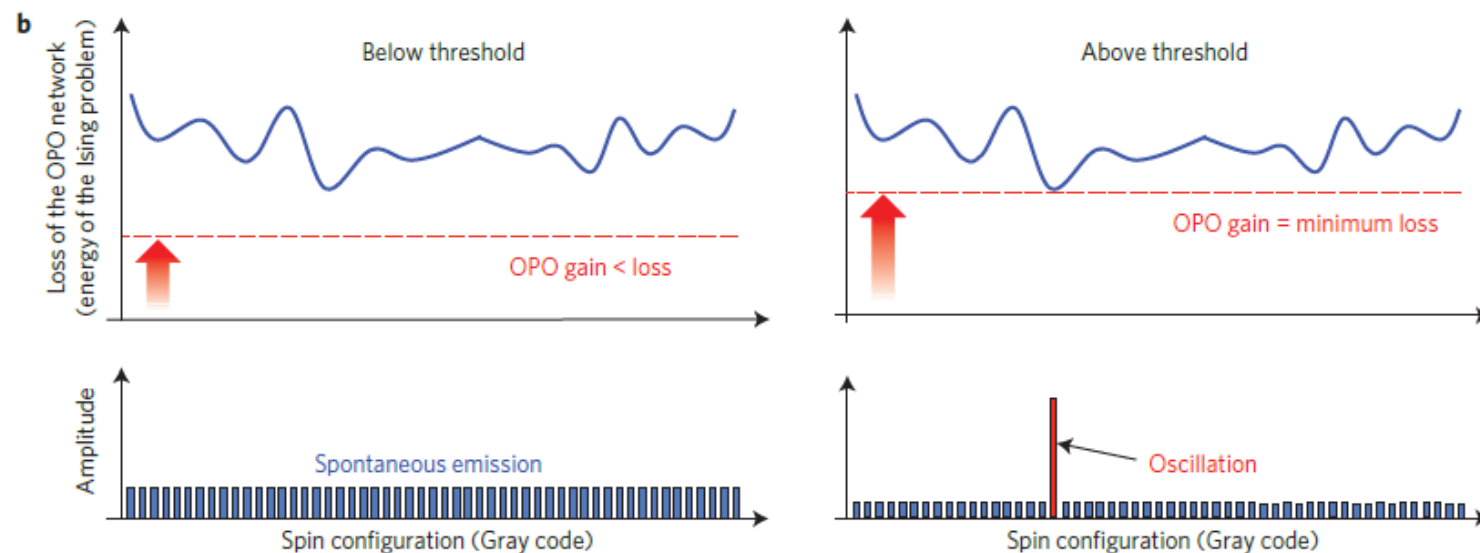 b
Loss of the OPO network
(energy of the Ising problem)
Below threshold
OPO gain < loss
Above threshold
OPO gain = minimum loss
Amplitude
Spontaneous emission
Spin configuration (Gray code)
Oscillation
Spin configuration (Gray code)